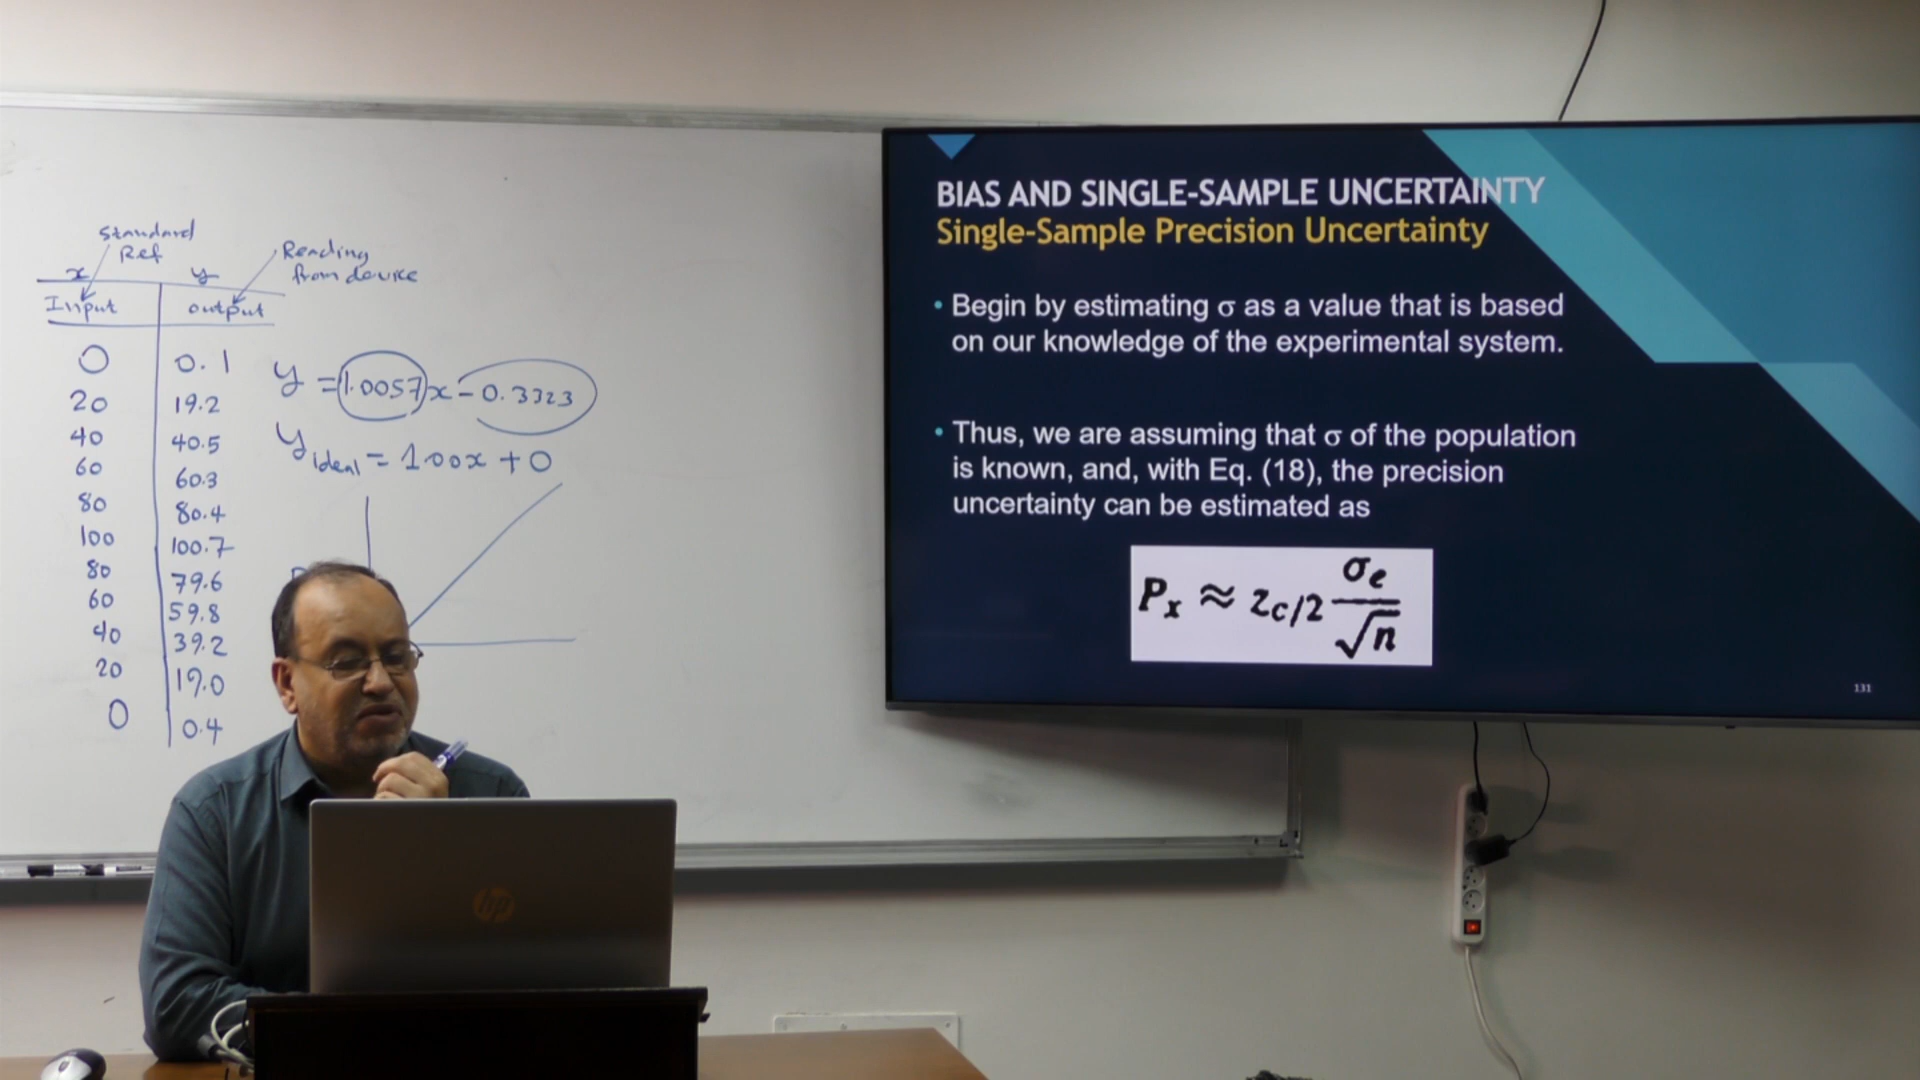 Standard
Ref
Reading
from device
x y
Input output
0 0.1
20 19.2
40 40.5
60 60.3
80 80.4
100 100.7
80 79.6
60 59.8
40 39.2
20 19.0
0 0.4
y = 1.0057x - 0.3323
y ideal = 1.00x + 0
BIAS AND SINGLE-SAMPLE UNCERTAINTY
Single-Sample Precision Uncertainty
• Begin by estimating σ as a value that is based
on our knowledge of the experimental system.
• Thus, we are assuming that σ of the population
is known, and, with Eq. (18), the precision
uncertainty can be estimated as
Pₓ ≈ z_c/2 σ_e/√n
131
hp